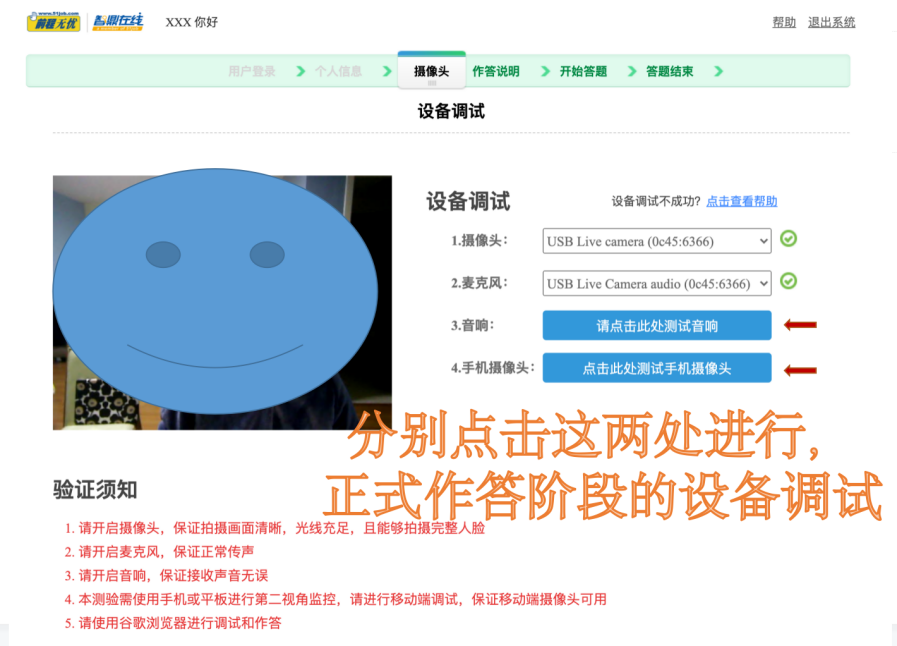 www.51job.com
前程无忧 智鼎在线 XXX 你好 帮助 退出系统
用户登录 个人信息 摄像头 作答说明 开始答题 答题结束
设备调试
设备调试 设备调试不成功？点击查看帮助
1.摄像头： USB Live camera (0c45:6366)
2.麦克风： USB Live Camera audio (0c45:6366)
3.音响： 请点击此处测试音响
4.手机摄像头： 点击此处测试手机摄像头
分别点击这两处进行，
正式作答阶段的设备调试
验证须知
1. 请开启摄像头，保证拍摄画面清晰，光线充足，且能够拍摄完整人脸
2. 请开启麦克风，保证正常传声
3. 请开启音响，保证接收声音无误
4. 本测验需使用手机或平板进行第二视角监控，请进行移动端调试，保证移动端摄像头可用
5. 请使用谷歌浏览器进行调试和作答